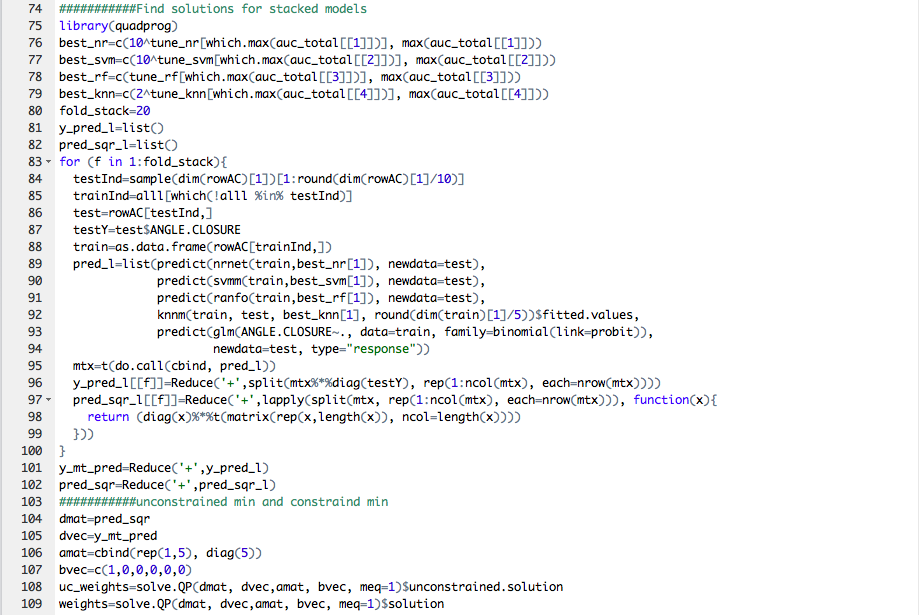 74 ###########Find solutions for stacked models
75 library(quadprog)
76 best_nr=c(10^tune_nr[which.max(auc_total[[1]])], max(auc_total[[1]]))
77 best_svm=c(10^tune_svm[which.max(auc_total[[2]])], max(auc_total[[2]]))
78 best_rf=c(tune_rf[which.max(auc_total[[3]])], max(auc_total[[3]]))
79 best_knn=c(2^tune_knn[which.max(auc_total[[4]])], max(auc_total[[4]]))
80 fold_stack=20
81 y_pred_l=list()
82 pred_sqr_l=list()
83 for (f in 1:fold_stack){
84 testInd=sample(dim(rowAC)[1])[1:round(dim(rowAC)[1]/10)]
85 trainInd=alll[which(!alll %in% testInd)]
86 test=rowAC[testInd,]
87 testY=test$ANGLE.CLOSURE
88 train=as.data.frame(rowAC[trainInd,])
89 pred_l=list(predict(nrnet(train,best_nr[1]), newdata=test),
90 predict(svmm(train,best_svm[1]), newdata=test),
91 predict(ranfo(train,best_rf[1]), newdata=test),
92 knnm(train, test, best_knn[1], round(dim(train)[1]/5))$fitted.values,
93 predict(glm(ANGLE.CLOSURE~., data=train, family=binomial(link=probit)),
94 newdata=test, type="response"))
95 mtx=t(do.call(cbind, pred_l))
96 y_pred_l[[f]]=Reduce('+',split(mtx%*%diag(testY), rep(1:ncol(mtx), each=nrow(mtx))))
97 pred_sqr_l[[f]]=Reduce('+',lapply(split(mtx, rep(1:ncol(mtx), each=nrow(mtx))), function(x){
98 return (diag(x)%*%t(matrix(rep(x,length(x)), ncol=length(x))))
99 }))
100 }
101 y_mt_pred=Reduce('+',y_pred_l)
102 pred_sqr=Reduce('+',pred_sqr_l)
103 ###########unconstrained min and constraind min
104 dmat=pred_sqr
105 dvec=y_mt_pred
106 amat=cbind(rep(1,5), diag(5))
107 bvec=c(1,0,0,0,0,0)
108 uc_weights=solve.QP(dmat, dvec,amat, bvec, meq=1)$unconstrained.solution
109 weights=solve.QP(dmat, dvec,amat, bvec, meq=1)$solution